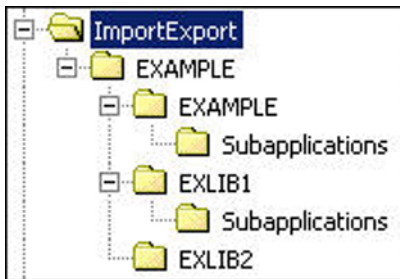 ImportExport
EXAMPLE
EXAMPLE
Subapplications
EXLIB1
Subapplications
EXLIB2